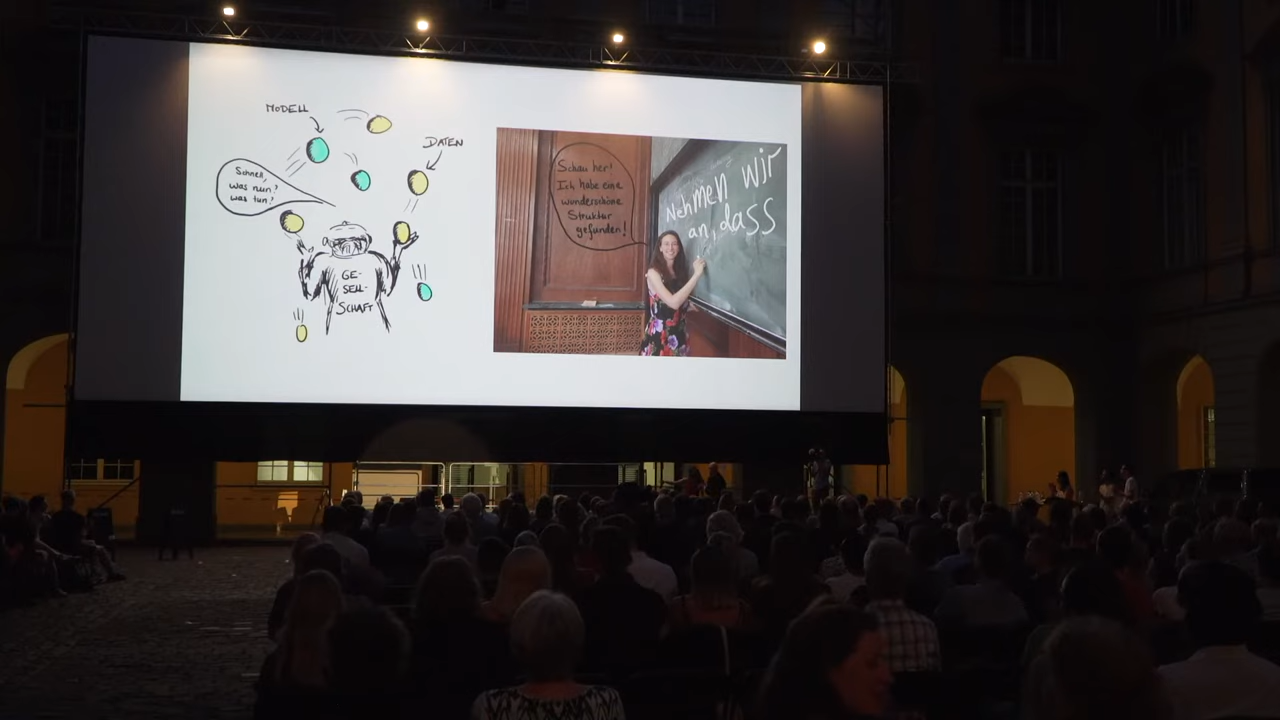 MODELL
DATEN
Schnell,
was nun?
was tun?
GE-
SELL-
SCHAFT
Schau her!
Ich habe eine
wunderschöne
Struktur
gefunden!
Nehmen wir
an, dass